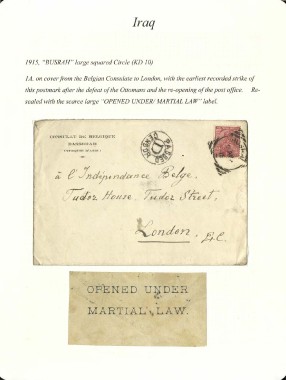 Iraq
1915, "BUSRAH" large squared Circle (KD 10)
1A. on cover from the Belgian Consulate to London, with the earliest recorded strike of
this postmark after the defeat of the Ottomans and the re-opening of the post office. Re-
sealed with the scarce large "OPENED UNDER/ MARTIAL LAW" label.
CONSULAT DE BELGIQUE
BASSORAH
PASSED
D
CENSOR
à L'Indépendance Belge,
Tudor House, Tudor Street,
London, E.C.
OPENED UNDER
MARTIAL LAW.